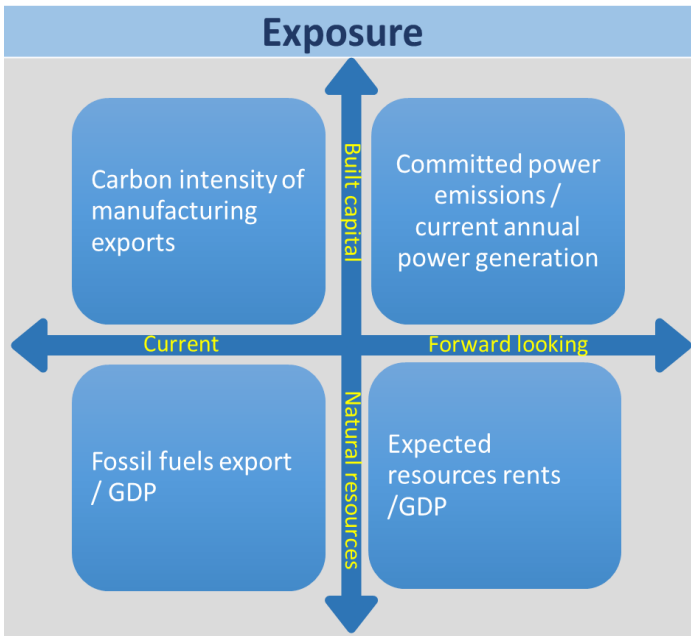 Exposure
Built capital
Carbon intensity of
manufacturing
exports
Committed power
emissions /
current annual
power generation
Current
Forward looking
Natural resources
Fossil fuels export
/ GDP
Expected
resources rents
/GDP